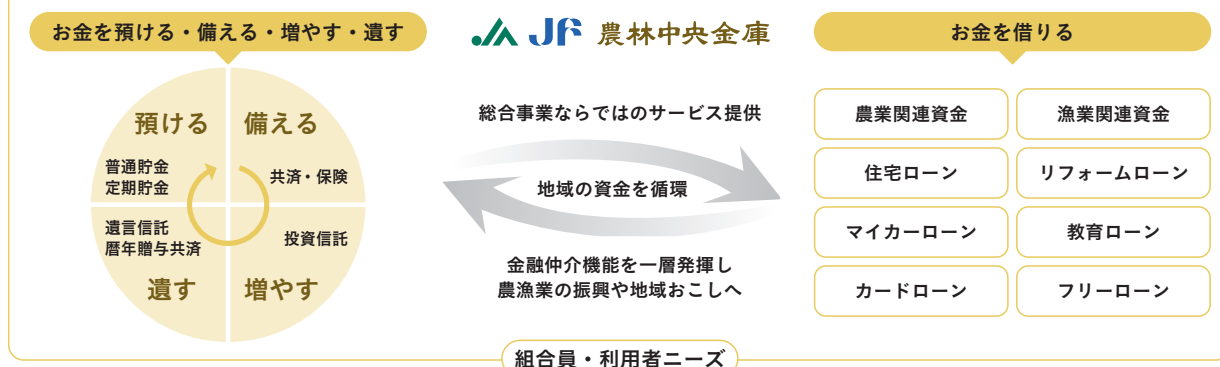 お金を預ける・備える・増やす・遺す
預ける
普通貯金
定期貯金
備える
共済・保険
遺言信託
暦年贈与共済
遺す
投資信託
増やす
JA JF 農林中央金庫
総合事業ならではのサービス提供
地域の資金を循環
金融仲介機能を一層発揮し
農漁業の振興や地域おこしへ
お金を借りる
農業関連資金
漁業関連資金
住宅ローン
リフォームローン
マイカーローン
教育ローン
カードローン
フリーローン
組合員・利用者ニーズ